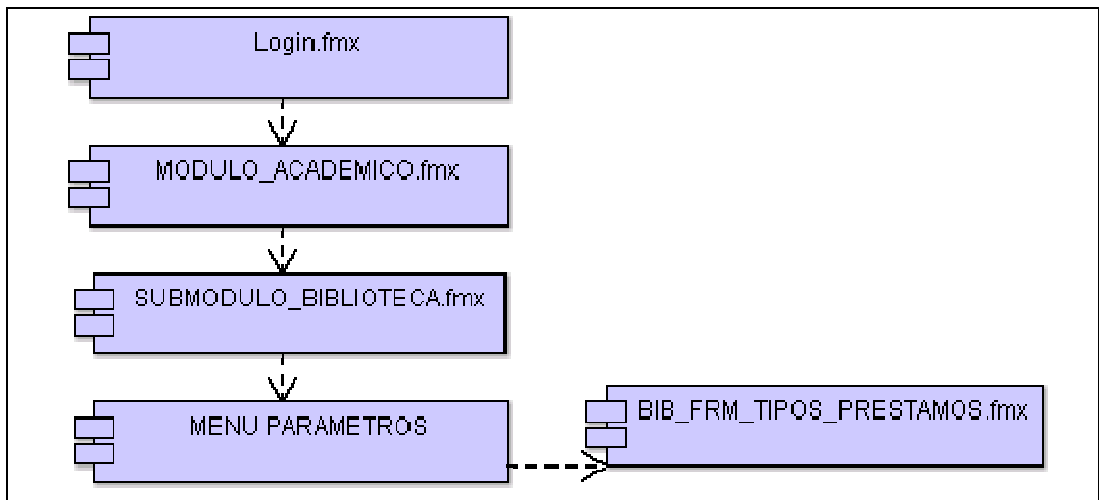 Login.fmx
MODULO_ACADEMICO.fmx
SUBMODULO_BIBLIOTECA.fmx
MENU PARAMETROS
BIB_FRM_TIPOS_PRESTAMOS.fmx